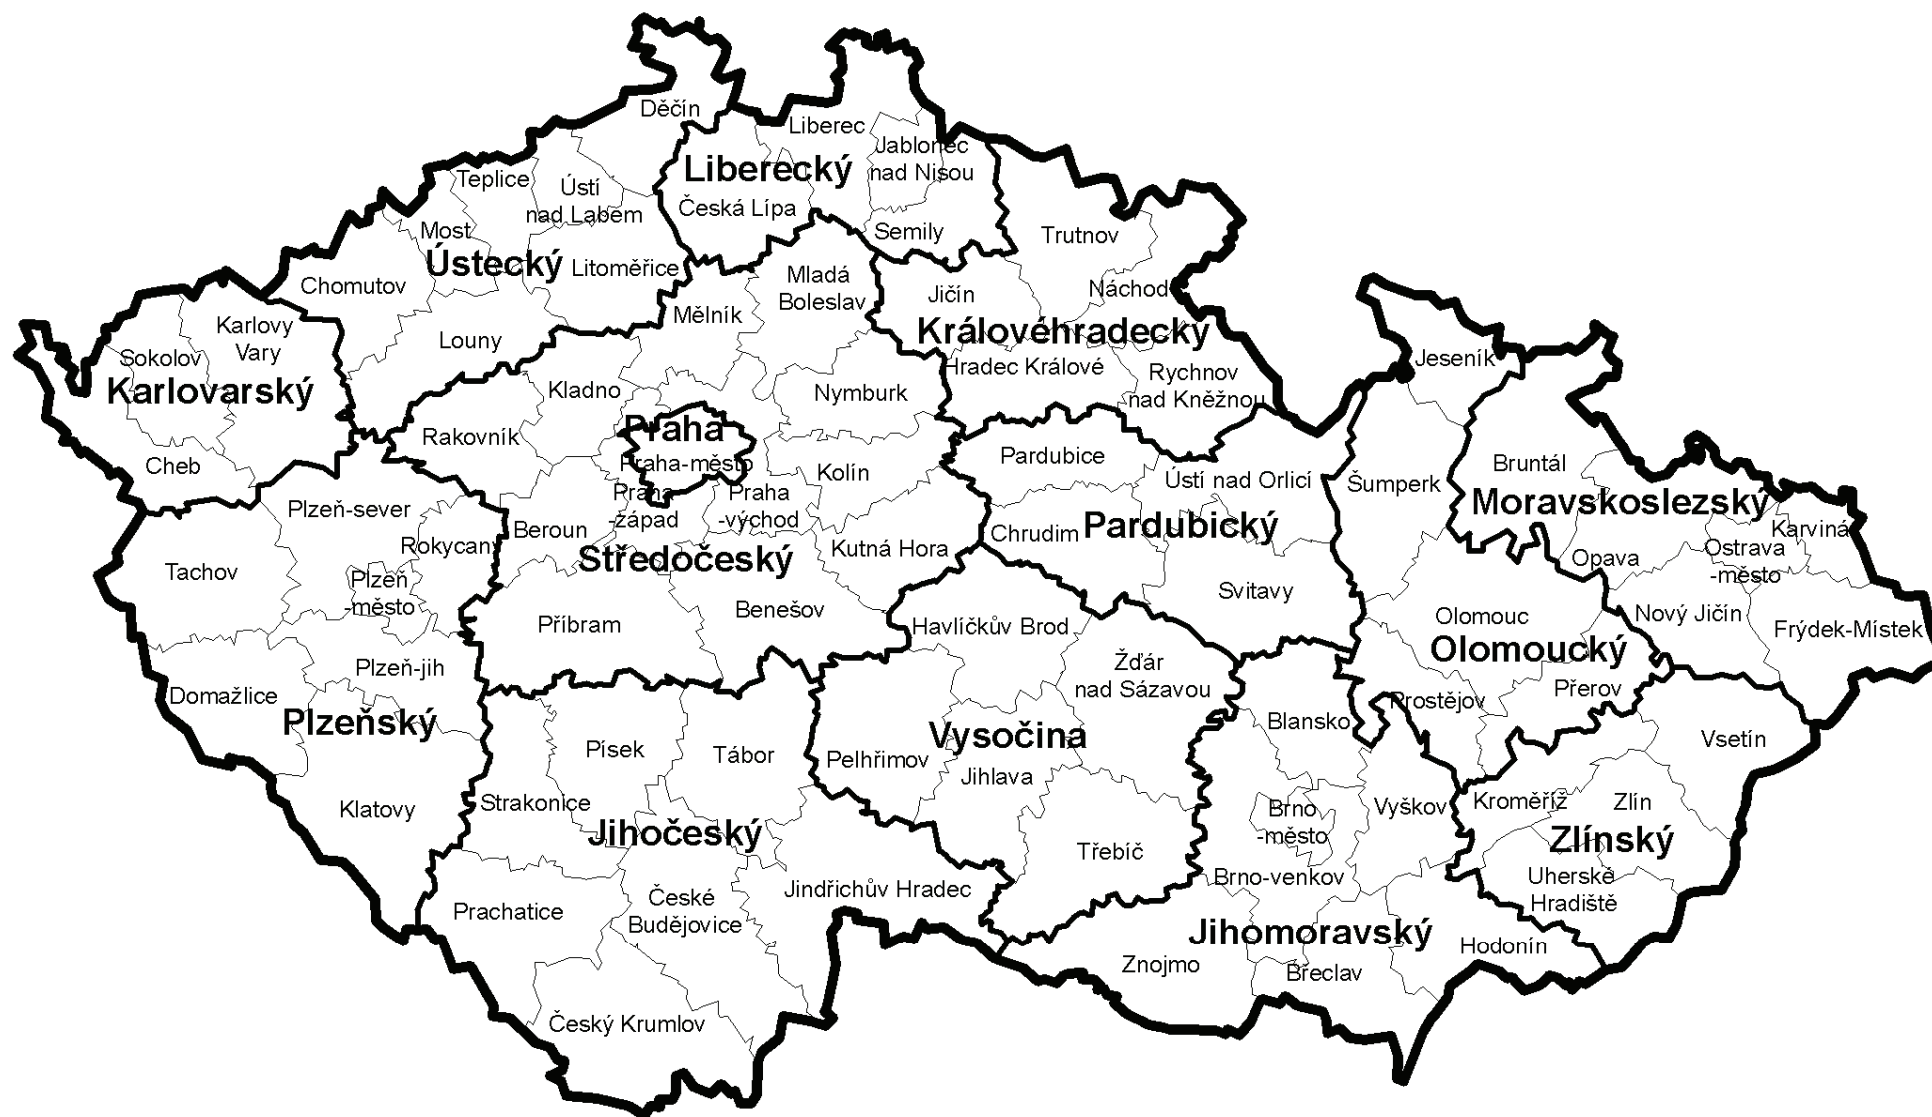 Děčín
Liberec
Jablonec
nad Nisou
Liberecký
Teplice
Ústí
nad Labem
Česká Lípa
Most
Semily
Trutnov
Ústecký
Litoměřice
Chomutov
Mladá
Boleslav
Jičín
Náchod
Mělník
Karlovy
Vary
Louny
Královéhradecký
Sokolov
Jeseník
Karlovarský
Kladno
Nymburk
Hradec Králové
Rychnov
nad Kněžnou
Rakovník
Praha
Praha-město
Cheb
Kolín
Pardubice
Bruntál
Ústí nad Orlicí
Šumperk
Moravskoslezský
Praha
-západ
Praha
-východ
Plzeň-sever
Beroun
Rokycany
Chrudim
Pardubický
Karviná
Středočeský
Kutná Hora
Opava
Ostrava
-město
Tachov
Plzeň
-město
Svitavy
Příbram
Benešov
Havlíčkův Brod
Olomouc
Nový Jičín
Frýdek-Místek
Olomoucký
Plzeň-jih
Žďár
nad Sázavou
Domažlice
Prostějov
Přerov
Plzeňský
Blansko
Vysočina
Vsetín
Písek
Tábor
Pelhřimov
Jihlava
Klatovy
Strakonice
Brno
-město
Vyškov
Kroměříž
Zlín
Jihočeský
Zlínský
Třebíč
Brno-venkov
Uherské
Hradiště
Jindřichův Hradec
České
Budějovice
Prachatice
Jihomoravský
Hodonín
Znojmo
Břeclav
Český Krumlov